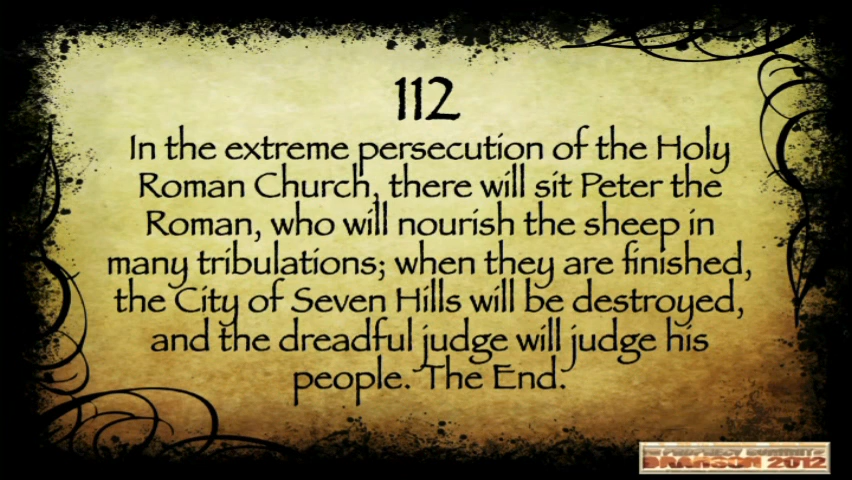 112
In the extreme persecution of the Holy
Roman Church, there will sit Peter the
Roman, who will nourish the sheep in
many tribulations; when they are finished,
the City of Seven Hills will be destroyed,
and the dreadful judge will judge his
people. The End.
PROPHECY SUMMIT
BRANSON 2012